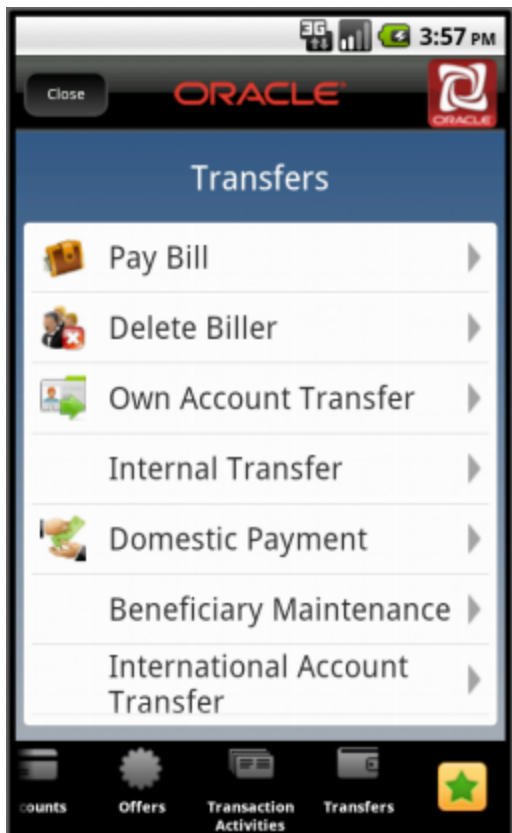 3G 3:57 PM
Close ORACLE ORACLE
Transfers
Pay Bill
Delete Biller
Own Account Transfer
Internal Transfer
Domestic Payment
Beneficiary Maintenance
International Account
Transfer
counts Offers Transaction Transfers
Activities